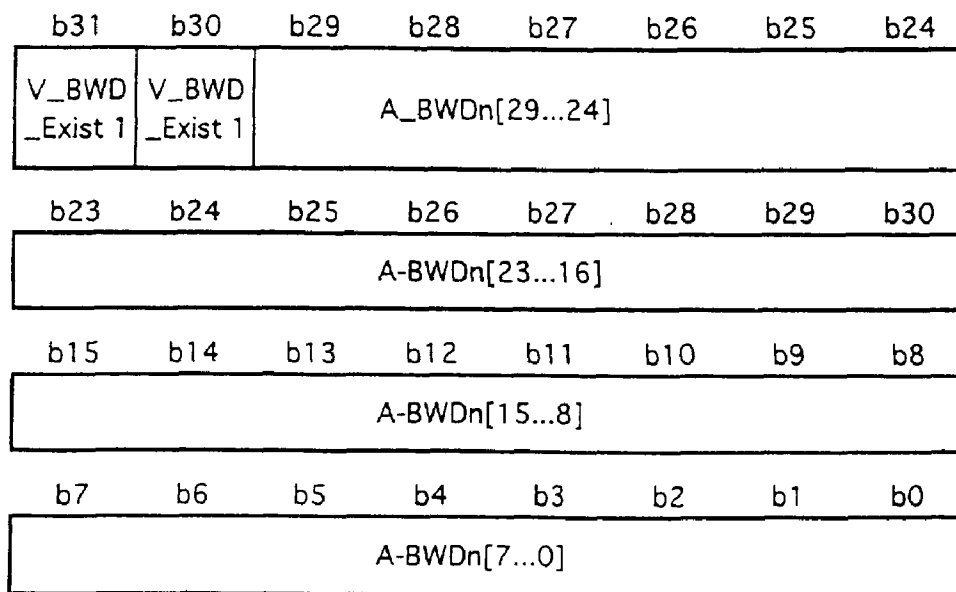 b31 b30 b29 b28 b27 b26 b25 b24
V_BWD V_BWD
_Exist 1 _Exist 1
A_BWDn[29...24]
b23 b24 b25 b26 b27 b28 b29 b30
A-BWDn[23...16]
b15 b14 b13 b12 b11 b10 b9 b8
A-BWDn[15...8]
b7 b6 b5 b4 b3 b2 b1 b0
A-BWDn[7...0]